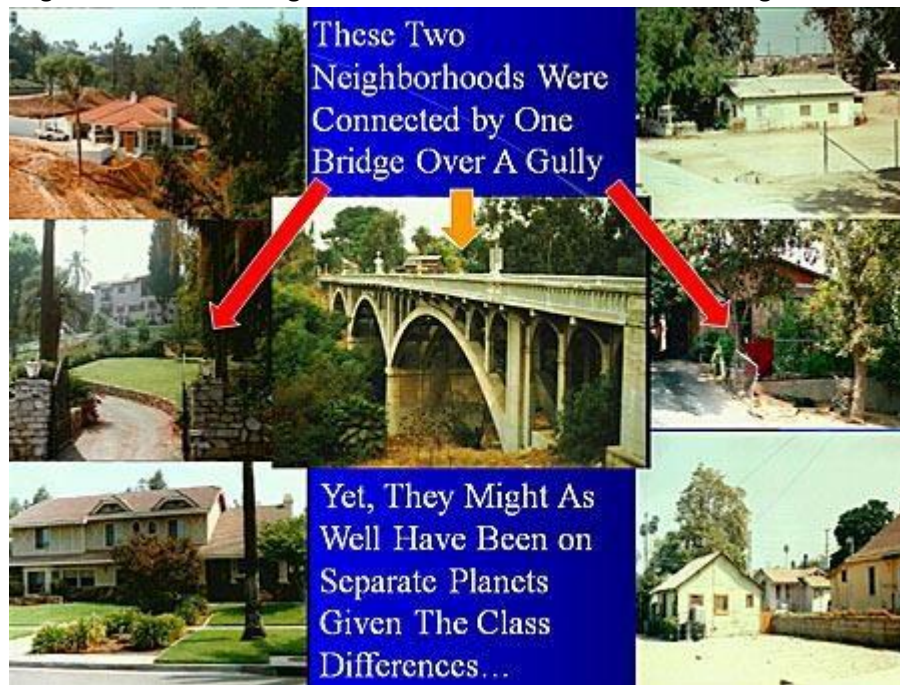 These Two
Neighborhoods Were
Connected by One
Bridge Over A Gully
Yet, They Might As
Well Have Been on
Separate Planets
Given The Class
Differences...